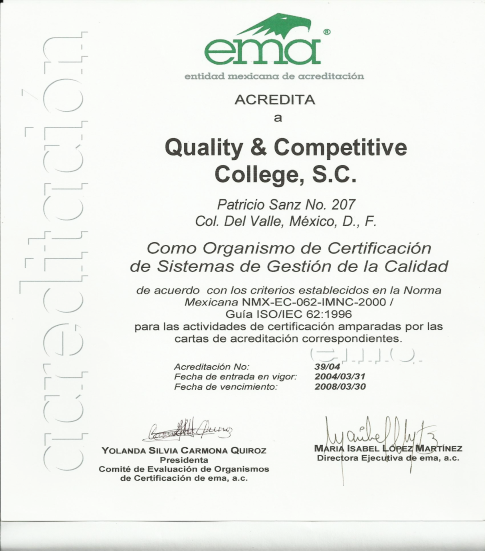 acreditación
ema®
entidad mexicana de acreditación
ACREDITA
a
Quality & Competitive
College, S.C.
Patricio Sanz No. 207
Col. Del Valle, México, D., F.
Como Organismo de Certificación
de Sistemas de Gestión de la Calidad
de acuerdo con los criterios establecidos en la Norma
Mexicana NMX-EC-062-IMNC-2000 /
Guía ISO/IEC 62:1996
para las actividades de certificación amparadas por las
cartas de acreditación correspondientes.
ema
Acreditación No: 39/04
Fecha de entrada en vigor: 2004/03/31
Fecha de vencimiento: 2008/03/30
YOLANDA SILVIA CARMONA QUIROZ
Presidenta
Comité de Evaluación de Organismos
de Certificación de ema, a.c.
MARIA ISABEL LÓPEZ MARTÍNEZ
Directora Ejecutiva de ema, a.c.